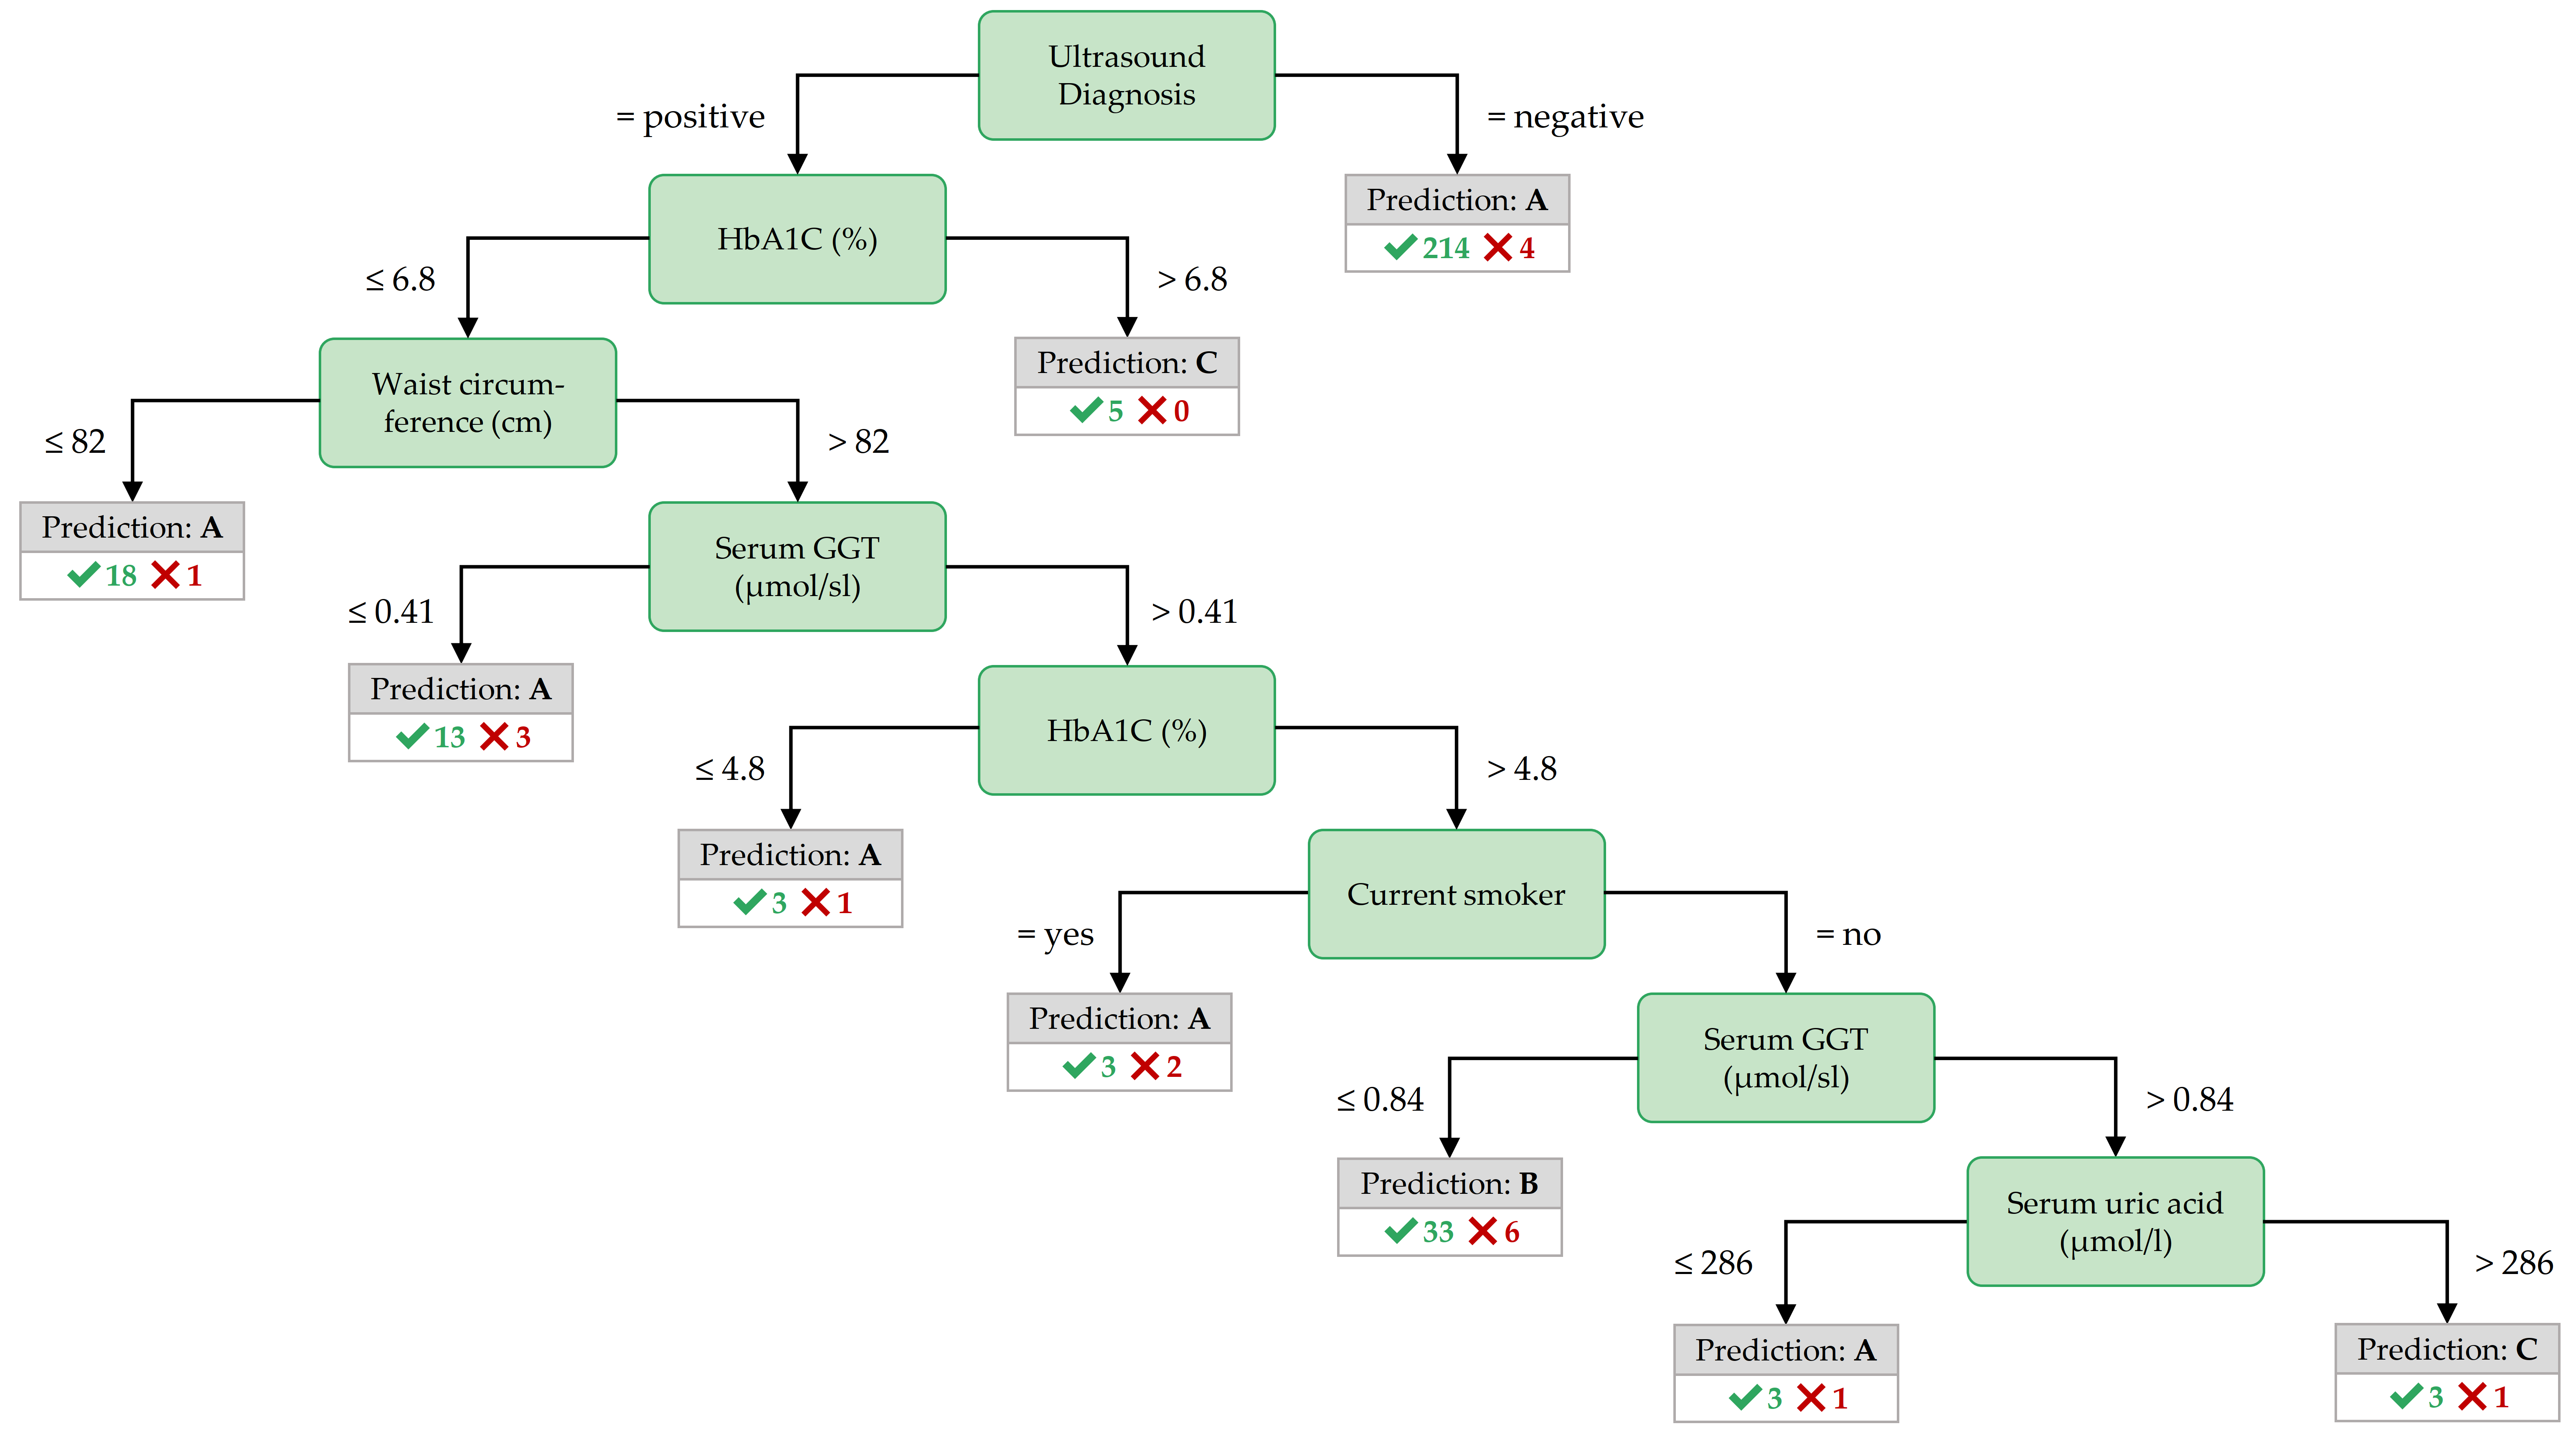 Ultrasound
Diagnosis
= positive
= negative
Prediction: A
214 4
HbA1C (%)
≤ 6.8
> 6.8
Prediction: C
5 0
Waist circum-
ference (cm)
≤ 82
> 82
Prediction: A
18 1
Serum GGT
(µmol/sl)
≤ 0.41
> 0.41
Prediction: A
13 3
HbA1C (%)
≤ 4.8
> 4.8
Prediction: A
3 1
Current smoker
= yes
= no
Prediction: A
3 2
Serum GGT
(µmol/sl)
≤ 0.84
> 0.84
Prediction: B
33 6
Serum uric acid
(µmol/l)
≤ 286
> 286
Prediction: A
3 1
Prediction: C
3 1